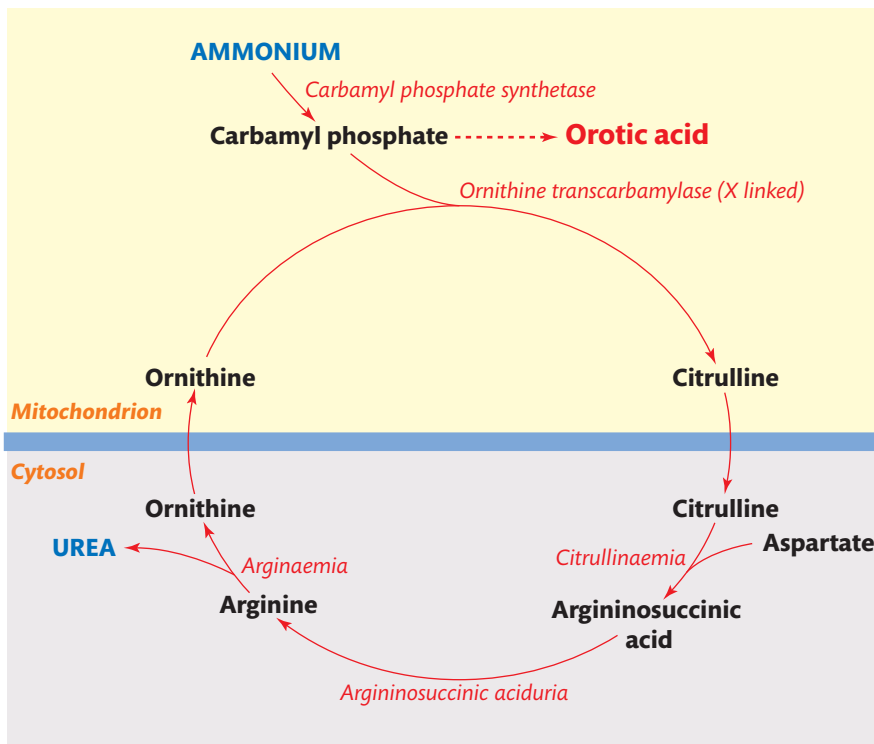 AMMONIUM
Carbamyl phosphate synthetase
Carbamyl phosphate
Orotic acid
Ornithine transcarbamylase (X linked)
Ornithine
Citrulline
Mitochondrion
Cytosol
Ornithine
Citrulline
UREA
Arginaemia
Citrullinaemia
Aspartate
Arginine
Argininosuccinic
acid
Argininosuccinic aciduria